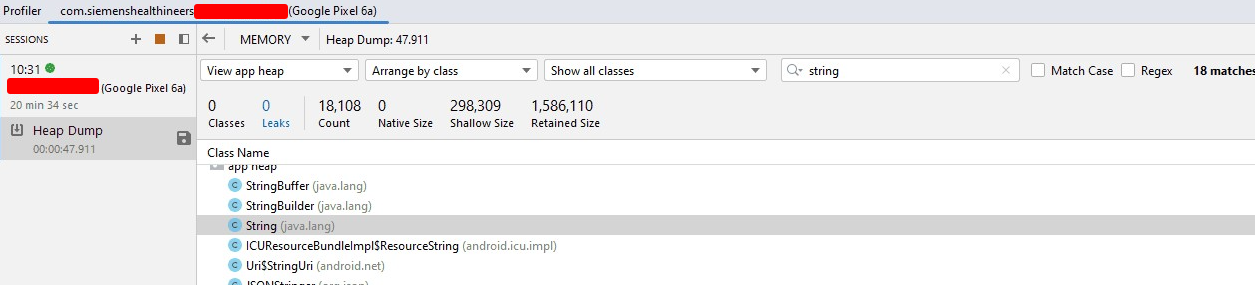 Profiler com.siemenshealthineers (Google Pixel 6a)
SESSIONS MEMORY Heap Dump: 47.911
10:31 View app heap Arrange by class Show all classes string Match Case Regex 18 matches
(Google Pixel 6a)
20 min 34 sec
0 0 18,108 0 298,309 1,586,110
Classes Leaks Count Native Size Shallow Size Retained Size
Heap Dump
00:00:47.911
Class Name
app heap
StringBuffer (java.lang)
StringBuilder (java.lang)
String (java.lang)
ICUResourceBundleImpl$ResourceString (android.icu.impl)
Uri$StringUri (android.net)
JSONStringer (org.json)